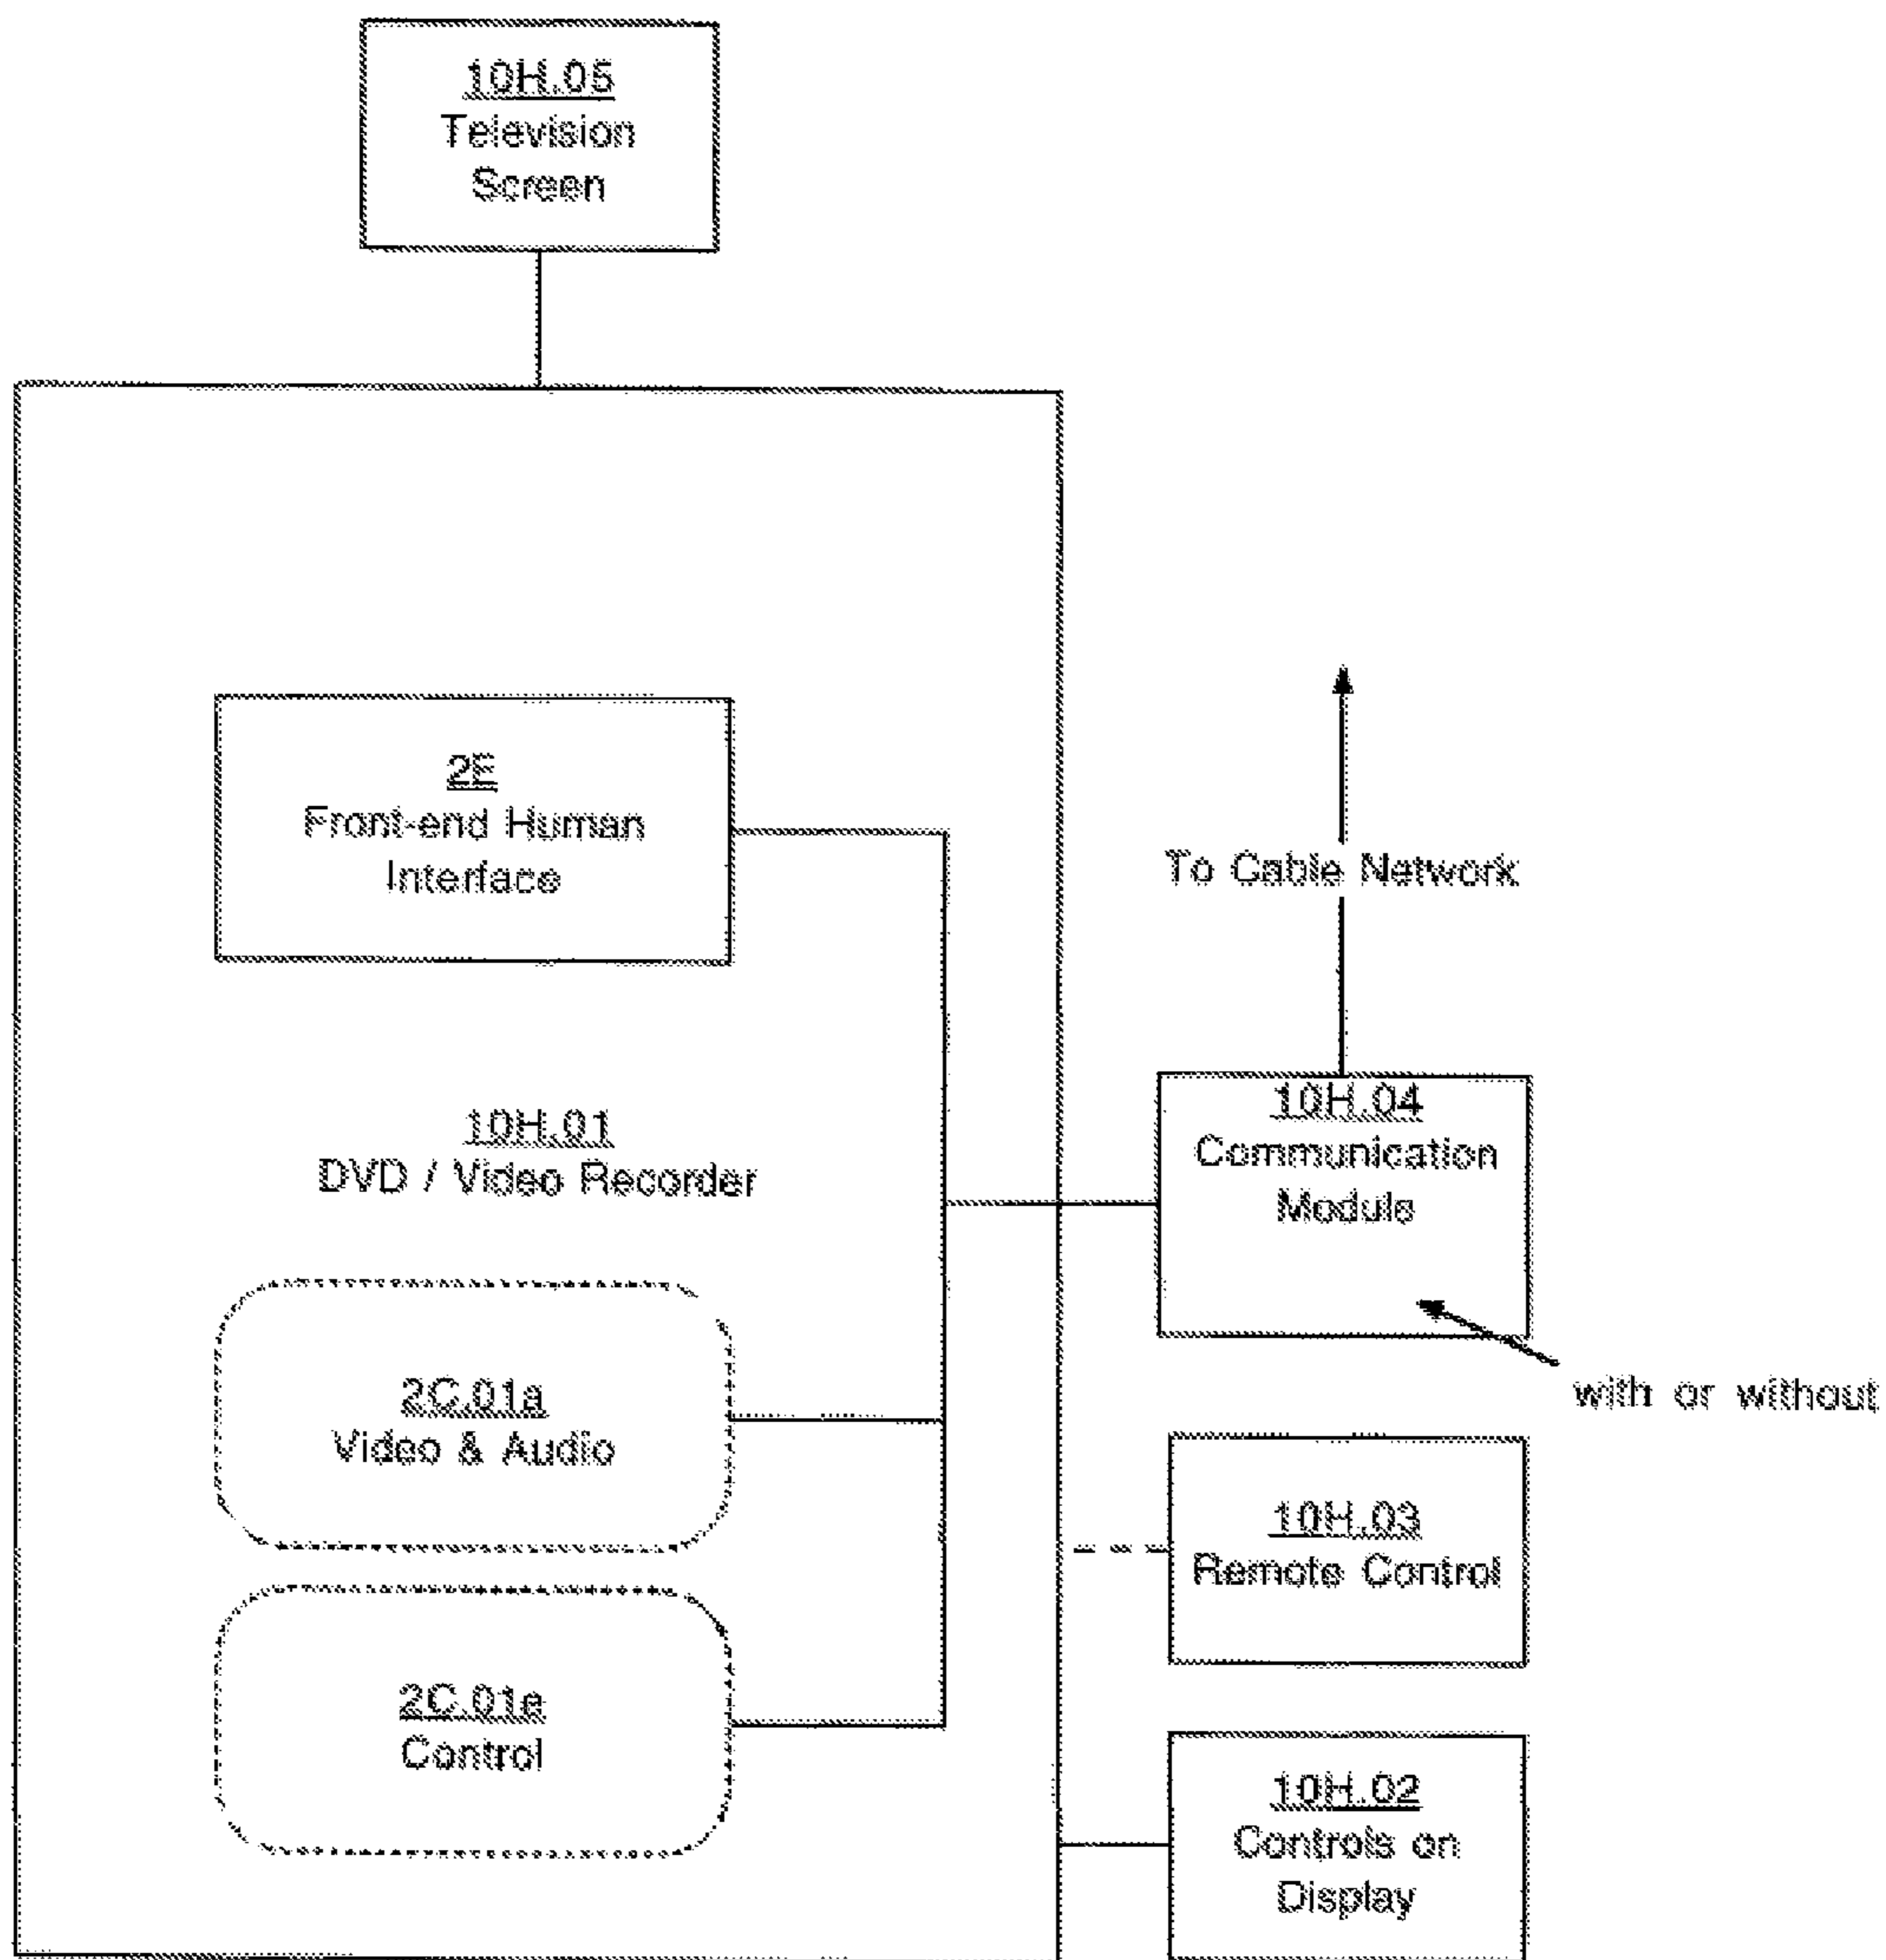 10H.05
Television
Screen
2E
Front-end Human
Interface
To Cable Network
10H.01
DVD / Video Recorder
10H.04
Communication
Module
with or without
2C.01a
Video & Audio
10H.03
Remote Control
2C.01e
Control
10H.02
Controls on
Display